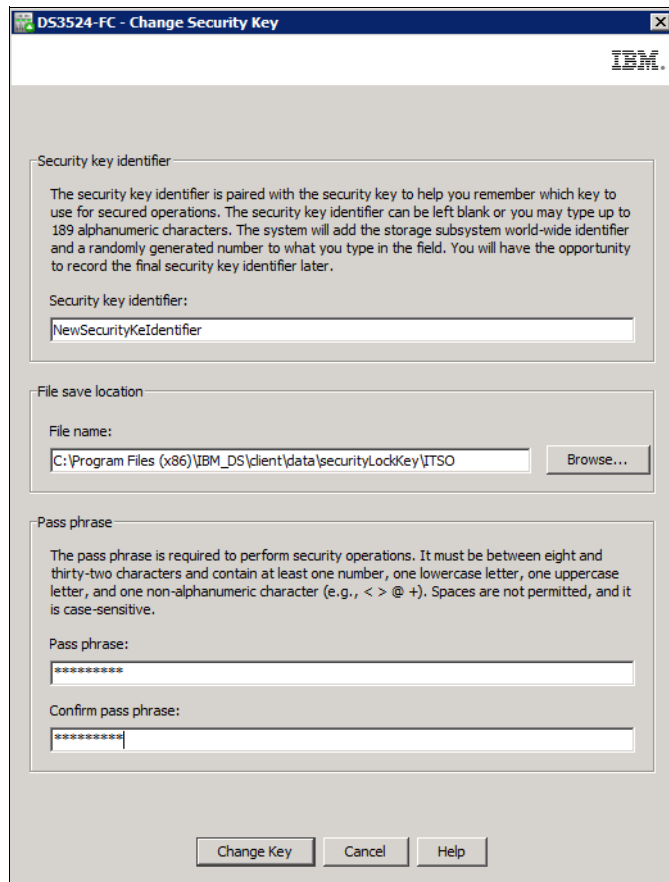 DS3524-FC - Change Security Key
IBM.
Security key identifier
The security key identifier is paired with the security key to help you remember which key to
use for secured operations. The security key identifier can be left blank or you may type up to
189 alphanumeric characters. The system will add the storage subsystem world-wide identifier
and a randomly generated number to what you type in the field. You will have the opportunity
to record the final security key identifier later.
Security key identifier:
NewSecurityKeIdentifier
File save location
File name:
C:\Program Files (x86)\IBM_DS\client\data\securityLockKey\ITSO
Browse...
Pass phrase
The pass phrase is required to perform security operations. It must be between eight and
thirty-two characters and contain at least one number, one lowercase letter, one uppercase
letter, and one non-alphanumeric character (e.g., < > @ +). Spaces are not permitted, and it
is case-sensitive.
Pass phrase:
*********
Confirm pass phrase:
*********
Change Key Cancel Help